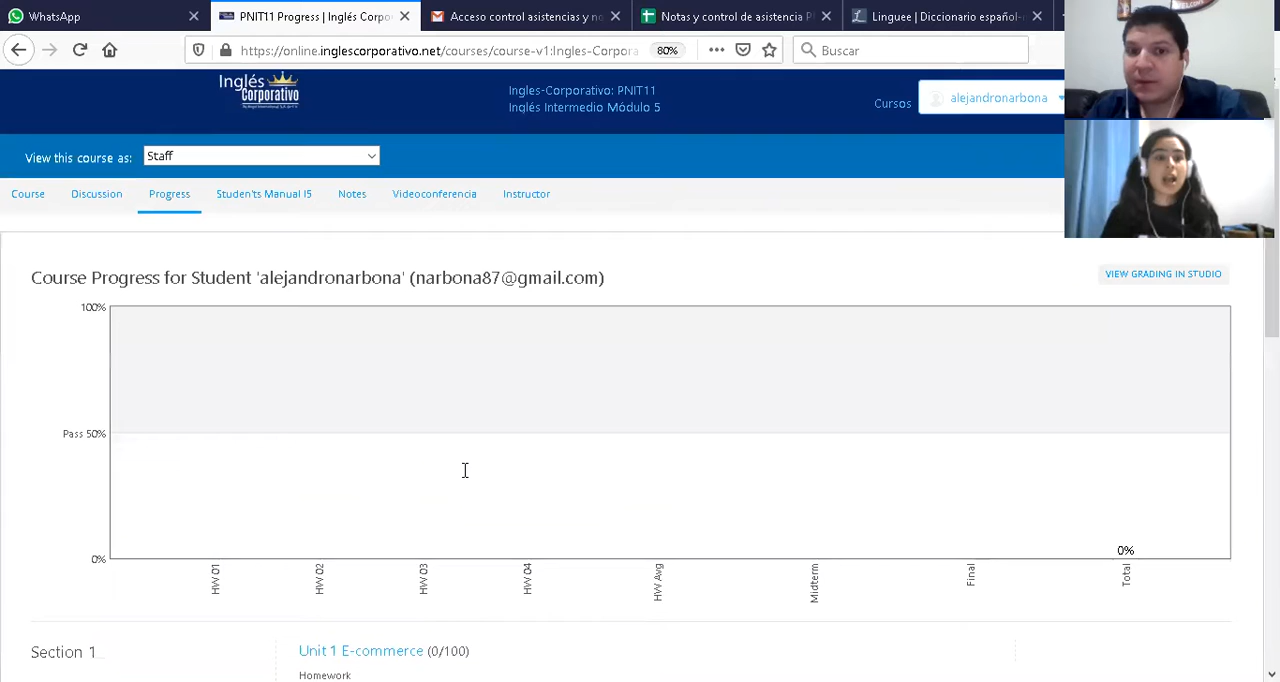 WhatsApp
PNIT11 Progress | Inglés Corpo
Acceso control asistencias y no
Notas y control de asistencia P
Linguee | Diccionario español-
https://online.inglescorporativo.net/courses/course-v1:Ingles-Corpora
80%
Buscar
Inglés
Corporativo
Ingles-Corporativo: PNIT11
Inglés Intermedio Módulo 5
Cursos
alejandronarbona
View this course as:
Staff
Course
Discussion
Progress
Studen'ts Manual I5
Notes
Videoconferencia
Instructor
Course Progress for Student 'alejandronarbona' (narbona87@gmail.com)
VIEW GRADING IN STUDIO
100%
Pass 50%
0%
0%
HW 01
HW 02
HW 03
HW 04
HW Avg
Midterm
Final
Total
Section 1
Unit 1 E-commerce (0/100)
Homework